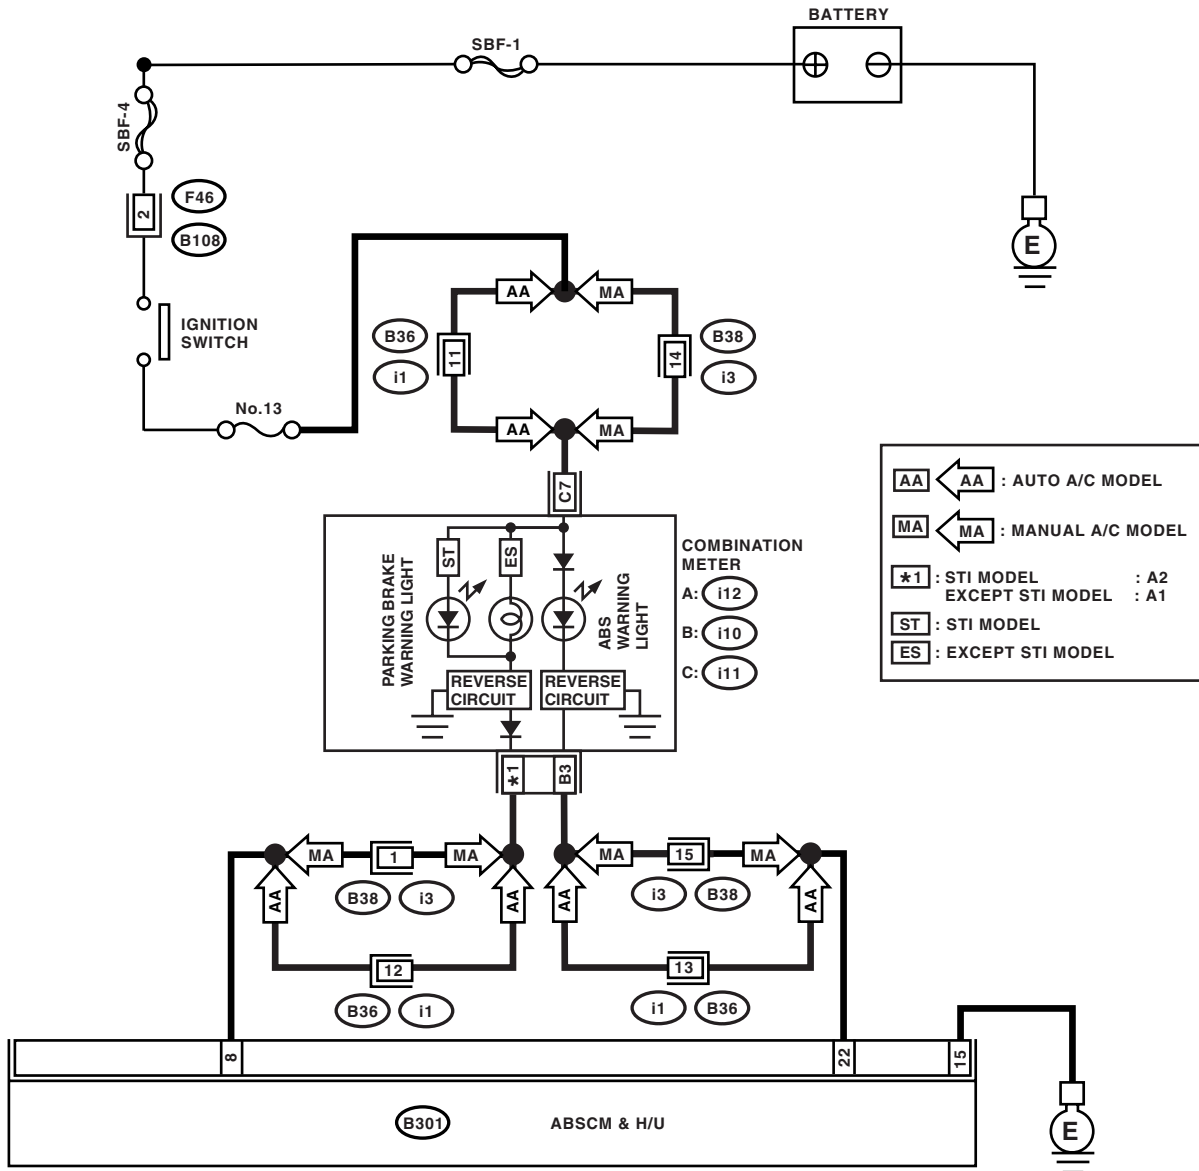 BATTERY
SBF-1
SBF-4
2
F46
B108
E
IGNITION
SWITCH
No.13
AA
MA
B36
i1
11
14
B38
i3
AA
MA
C7
ST
ES
PARKING BRAKE
WARNING LIGHT
ABS
WARNING
LIGHT
REVERSE
CIRCUIT
REVERSE
CIRCUIT
COMBINATION
METER
A: i12
B: i10
C: i11
AA AA : AUTO A/C MODEL
MA MA : MANUAL A/C MODEL
*1 : STI MODEL : A2
EXCEPT STI MODEL : A1
ST : STI MODEL
ES : EXCEPT STI MODEL
*1
B3
MA 1 MA
MA 15 MA
B38 i3
i3 B38
AA
AA
AA
AA
12
13
B36 i1
i1 B36
8
22
15
B301
ABSCM & H/U
E